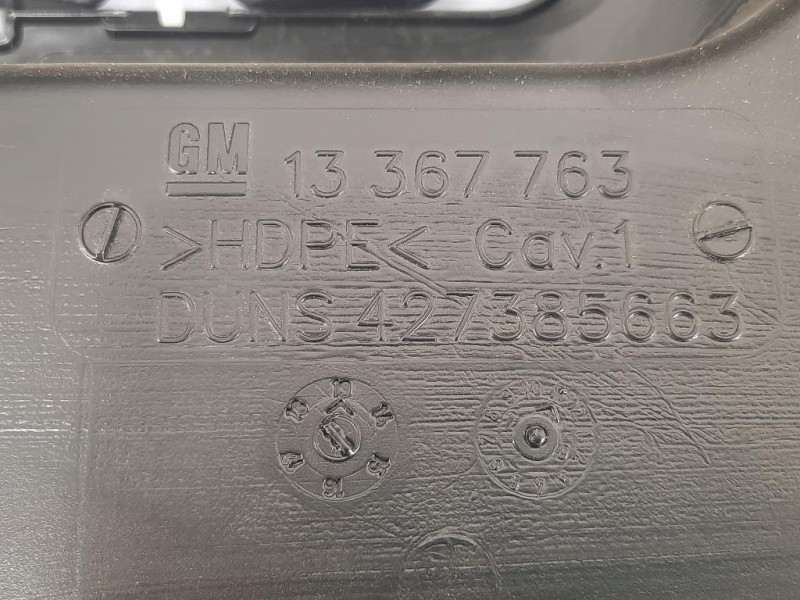 GM 13 367 763
>HDPE< Cav.1
DUNS 427385663